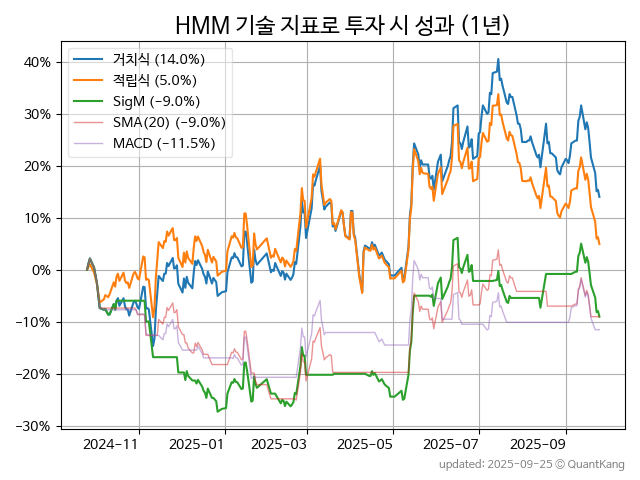 HMM 기술 지표로 투자 시 성과 (1년)
거치식 (14.0%)
적립식 (5.0%)
SigM (−9.0%)
SMA(20) (−9.0%)
MACD (−11.5%)
40%
30%
20%
10%
0%
−10%
−20%
−30%
2024−11 2025−01 2025−03 2025−05 2025−07 2025−09
updated: 2025-09-25 ⓒ QuantKang